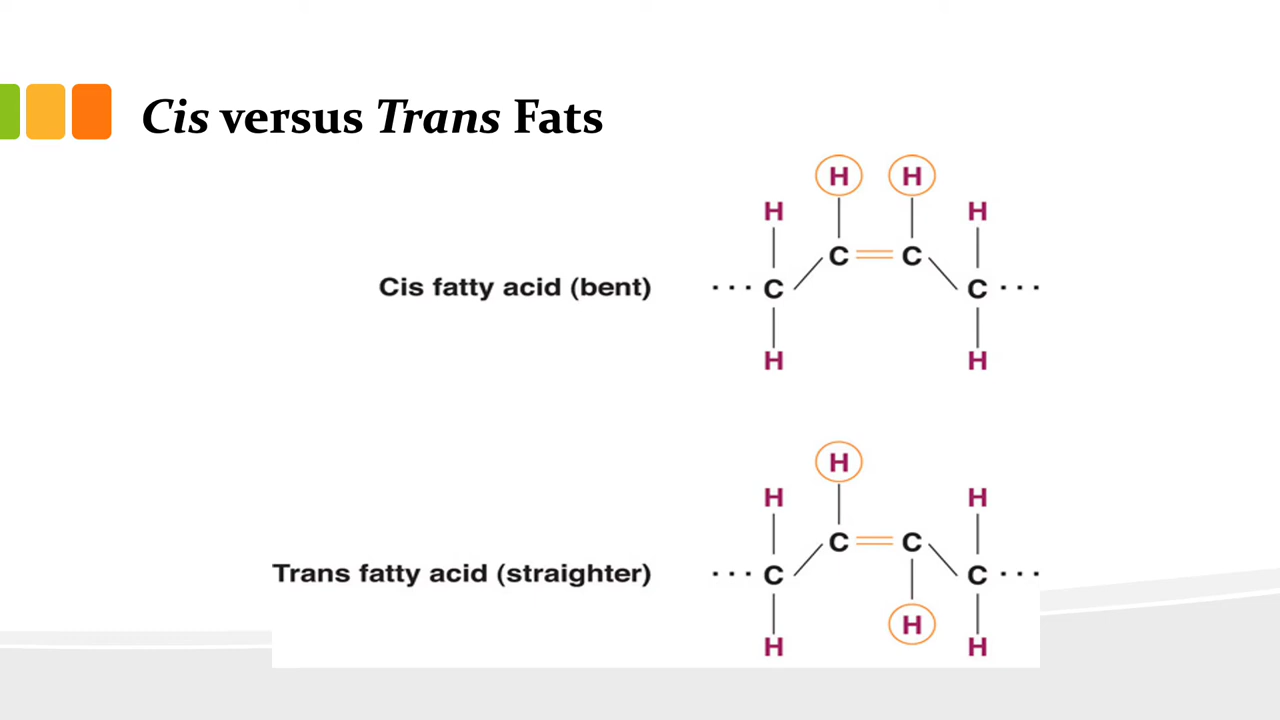 Cis versus Trans Fats
H H
H H
C C
Cis fatty acid (bent) ··· C C ···
H H
H
H H
C C
Trans fatty acid (straighter) ··· C C ···
H
H H